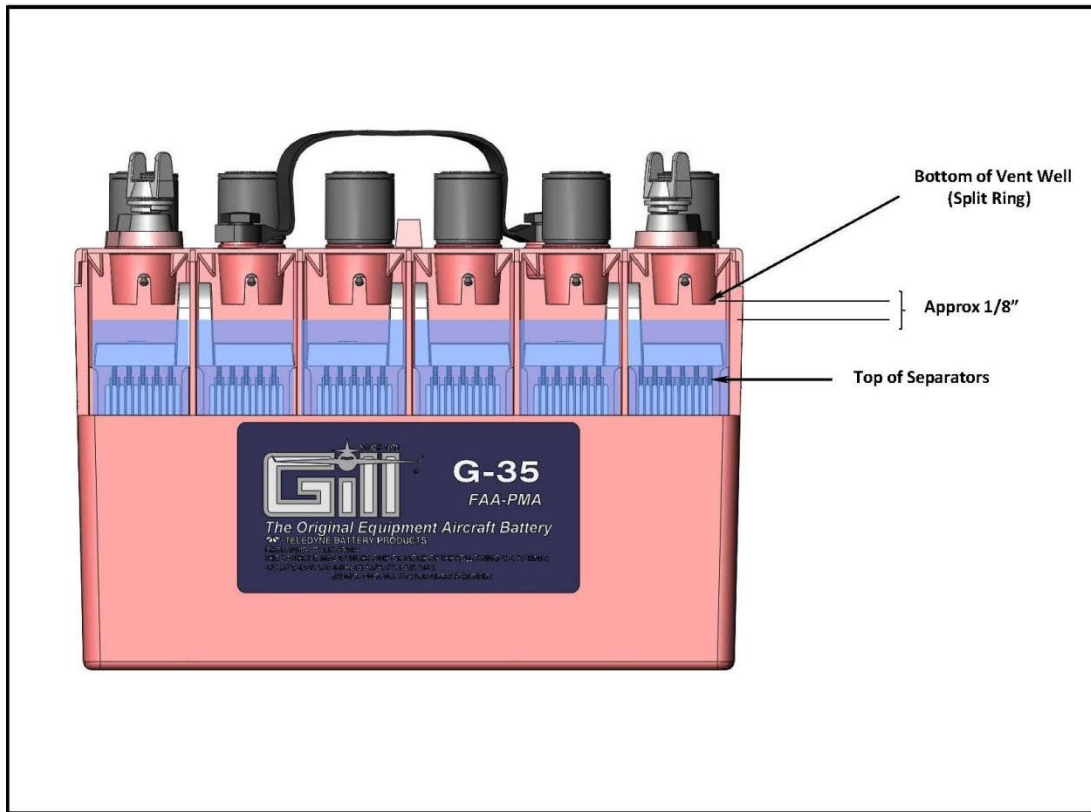 Bottom of Vent Well
(Split Ring)
Approx 1/8”
Top of Separators
Gill
G-35
FAA-PMA
The Original Equipment Aircraft Battery
TELEDYNE BATTERY PRODUCTS